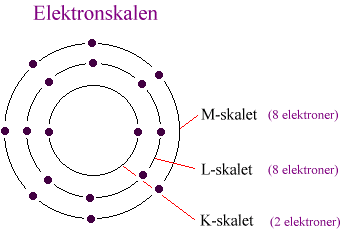 Elektronskalen
M-skalet (8 elektroner)
L-skalet (8 elektroner)
K-skalet (2 elektroner)